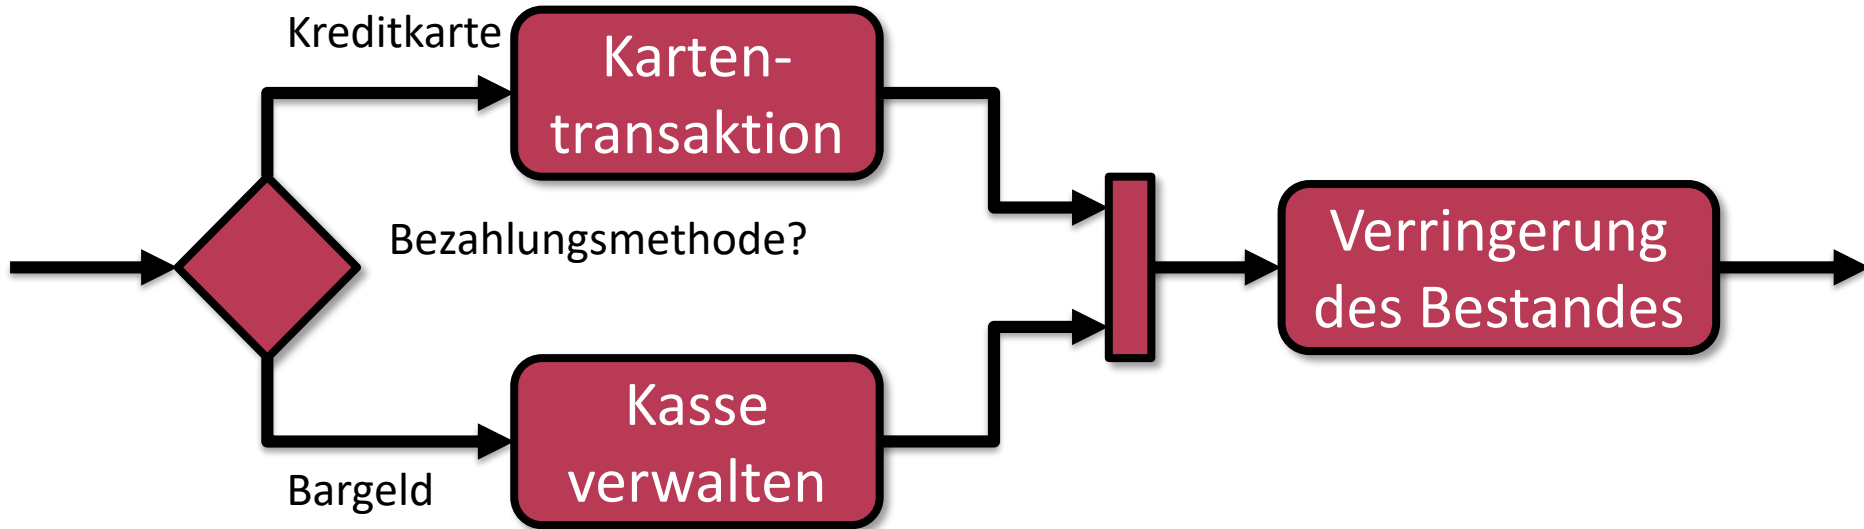 Kreditkarte
Karten-
transaktion
Bezahlungsmethode?
Verringerung
des Bestandes
Kasse
verwalten
Bargeld